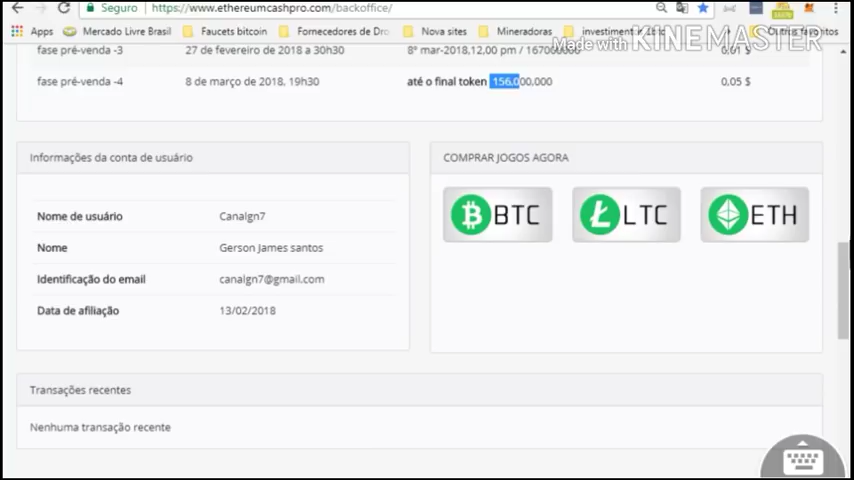 Seguro https://www.ethereumcashpro.com/backoffice/
Apps Mercado Livre Brasil Faucets bitcoin Fornecedores de Dro Nova sites Mineradoras Outros favoritos
Made with KINEMASTER
fase pré-venda -3 27 de fevereiro de 2018 a 30h30 8º mar-2018,12,00 pm / 0,01 $
fase pré-venda -4 8 de março de 2018, 19h30 até o final token 156,000,000 0,05 $
Informações da conta de usuário COMPRAR JOGOS AGORA
BTC LTC ETH
Nome de usuário Canalgn7
Nome Gerson James santos
Identificação do email canalgn7@gmail.com
Data de afiliação 13/02/2018
Transações recentes
Nenhuma transação recente